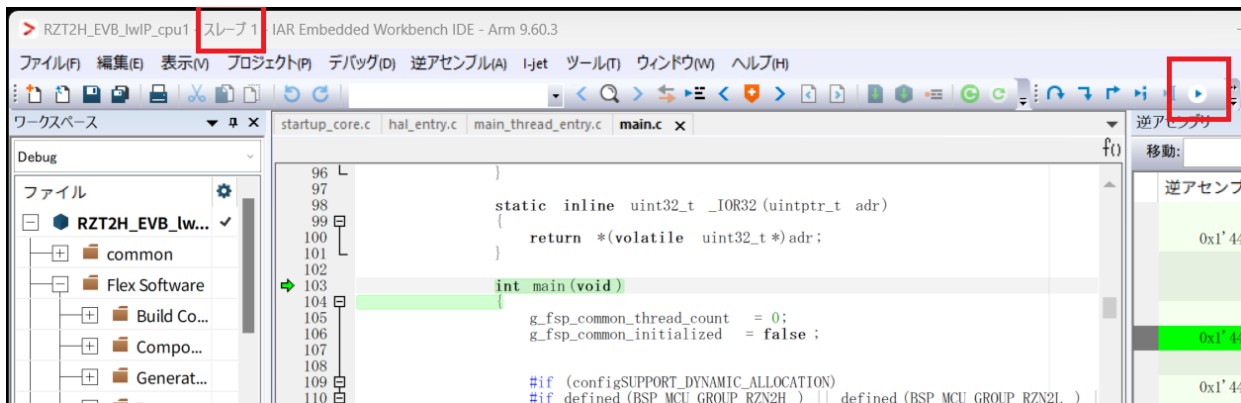 RZT2H_EVB_lwIP_cpu1 - スレーブ 1 - IAR Embedded Workbench IDE - Arm 9.60.3
ファイル(F) 編集(E) 表示(V) プロジェクト(P) デバッグ(D) 逆アセンブル(A) I-jet ツール(T) ウィンドウ(W) ヘルプ(H)
ワークスペース
startup_core.c hal_entry.c main_thread_entry.c main.c
逆アセンブリ
Debug
f()
移動:
ファイル
逆アセンブ
RZT2H_EVB_lw...
common
Flex Software
Build Co...
Compo...
Generat...
96 }
97
98 static inline uint32_t _IOR32 (uintptr_t adr)
99 {
100 return *(volatile uint32_t *) adr;
101 }
102
103 int main (void)
104 {
105 g_fsp_common_thread_count = 0;
106 g_fsp_common_initialized = false ;
107
108
109 #if (configSUPPORT_DYNAMIC_ALLOCATION)
110 #if defined (BSP_MCU_GROUP_RZN2H ) || defined (BSP_MCU_GROUP_RZN2L ) |
0x1'44
0x1'44
0x1'44